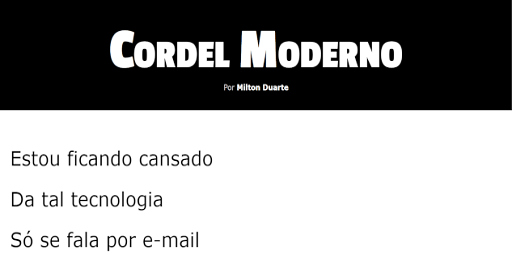 Cordel Moderno
Por Milton Duarte
Estou ficando cansado
Da tal tecnologia
Só se fala por e-mail